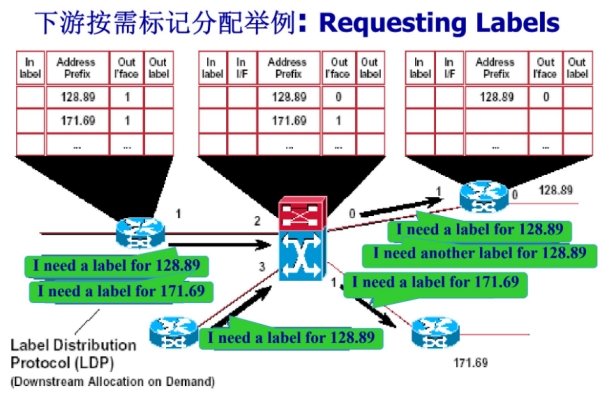 下游按需标记分配举例: Requesting Labels
In label Address Prefix Out I'face Out label
128.89 1
171.69 1
... ...
In label In I/F Address Prefix Out I'face Out label
128.89 0
171.69 1
... ...
In label In I/F Address Prefix Out I'face Out label
128.89 0
... ...
1
2
0
1
0
128.89
I need a label for 128.89
I need another label for 128.89
I need a label for 128.89
I need a label for 171.69
3
1
I need a label for 171.69
I need a label for 128.89
171.69
Label Distribution
Protocol (LDP)
(Downstream Allocation on Demand)